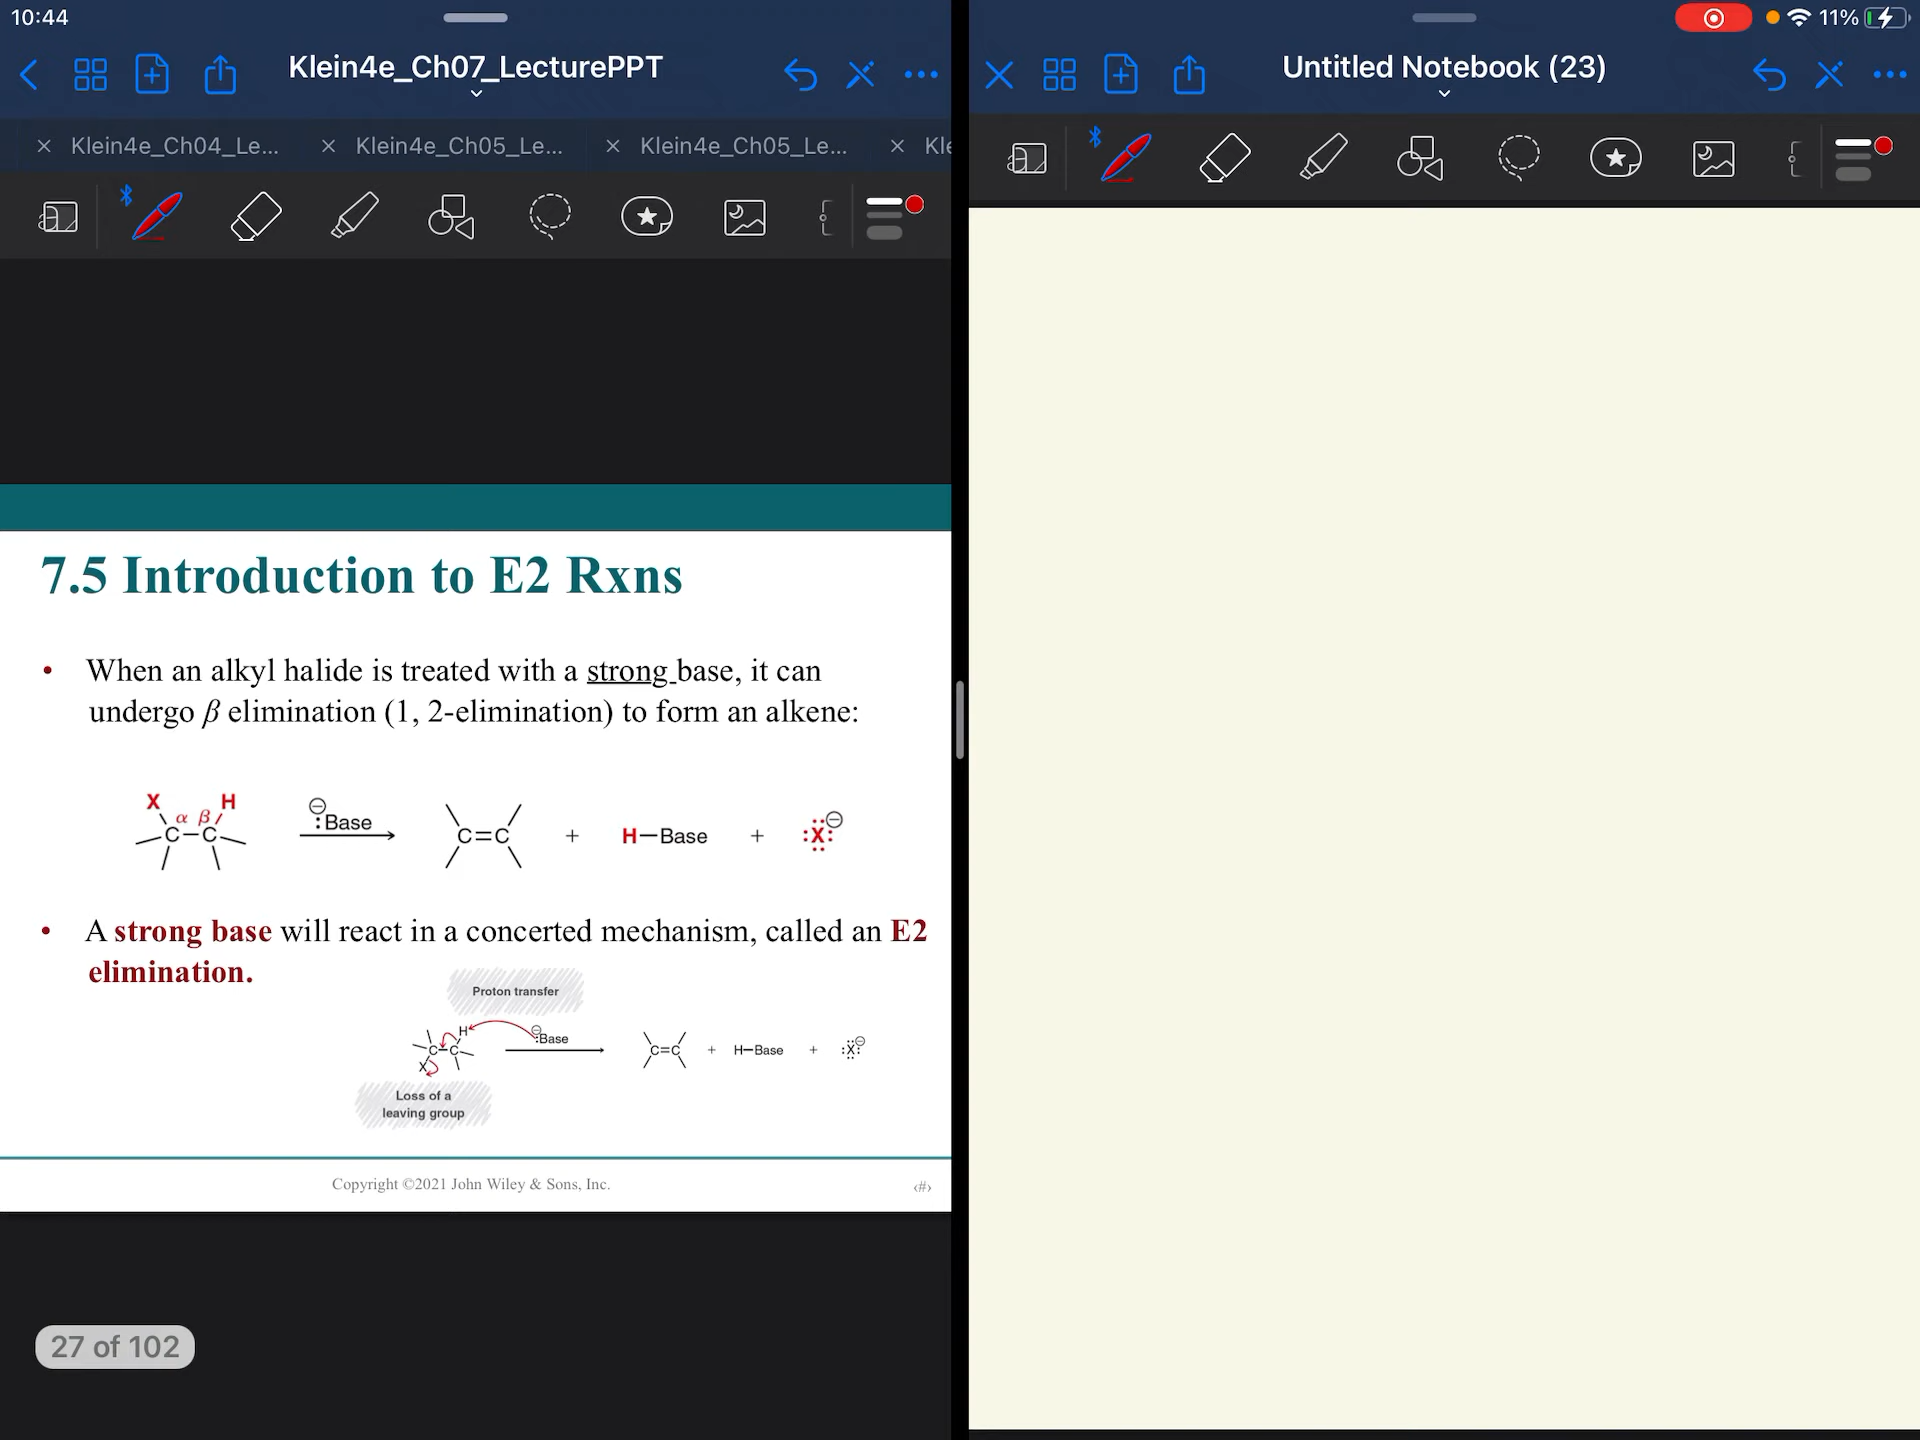 10:44
11%
Klein4e_Ch07_LecturePPT
Untitled Notebook (23)
Klein4e_Ch04_Le...
Klein4e_Ch05_Le...
Klein4e_Ch05_Le...
Kle
7.5 Introduction to E2 Rxns
• When an alkyl halide is treated with a strong base, it can
undergo β elimination (1, 2-elimination) to form an alkene:
X α β H
C–C
⊖
:Base
C=C + H–Base + :X:⊖
• A strong base will react in a concerted mechanism, called an E2
elimination.
Proton transfer
H
⊖
:Base
C–C
X
C=C + H–Base + :X:⊖
Loss of a
leaving group
Copyright ©2021 John Wiley & Sons, Inc.
‹#›
27 of 102